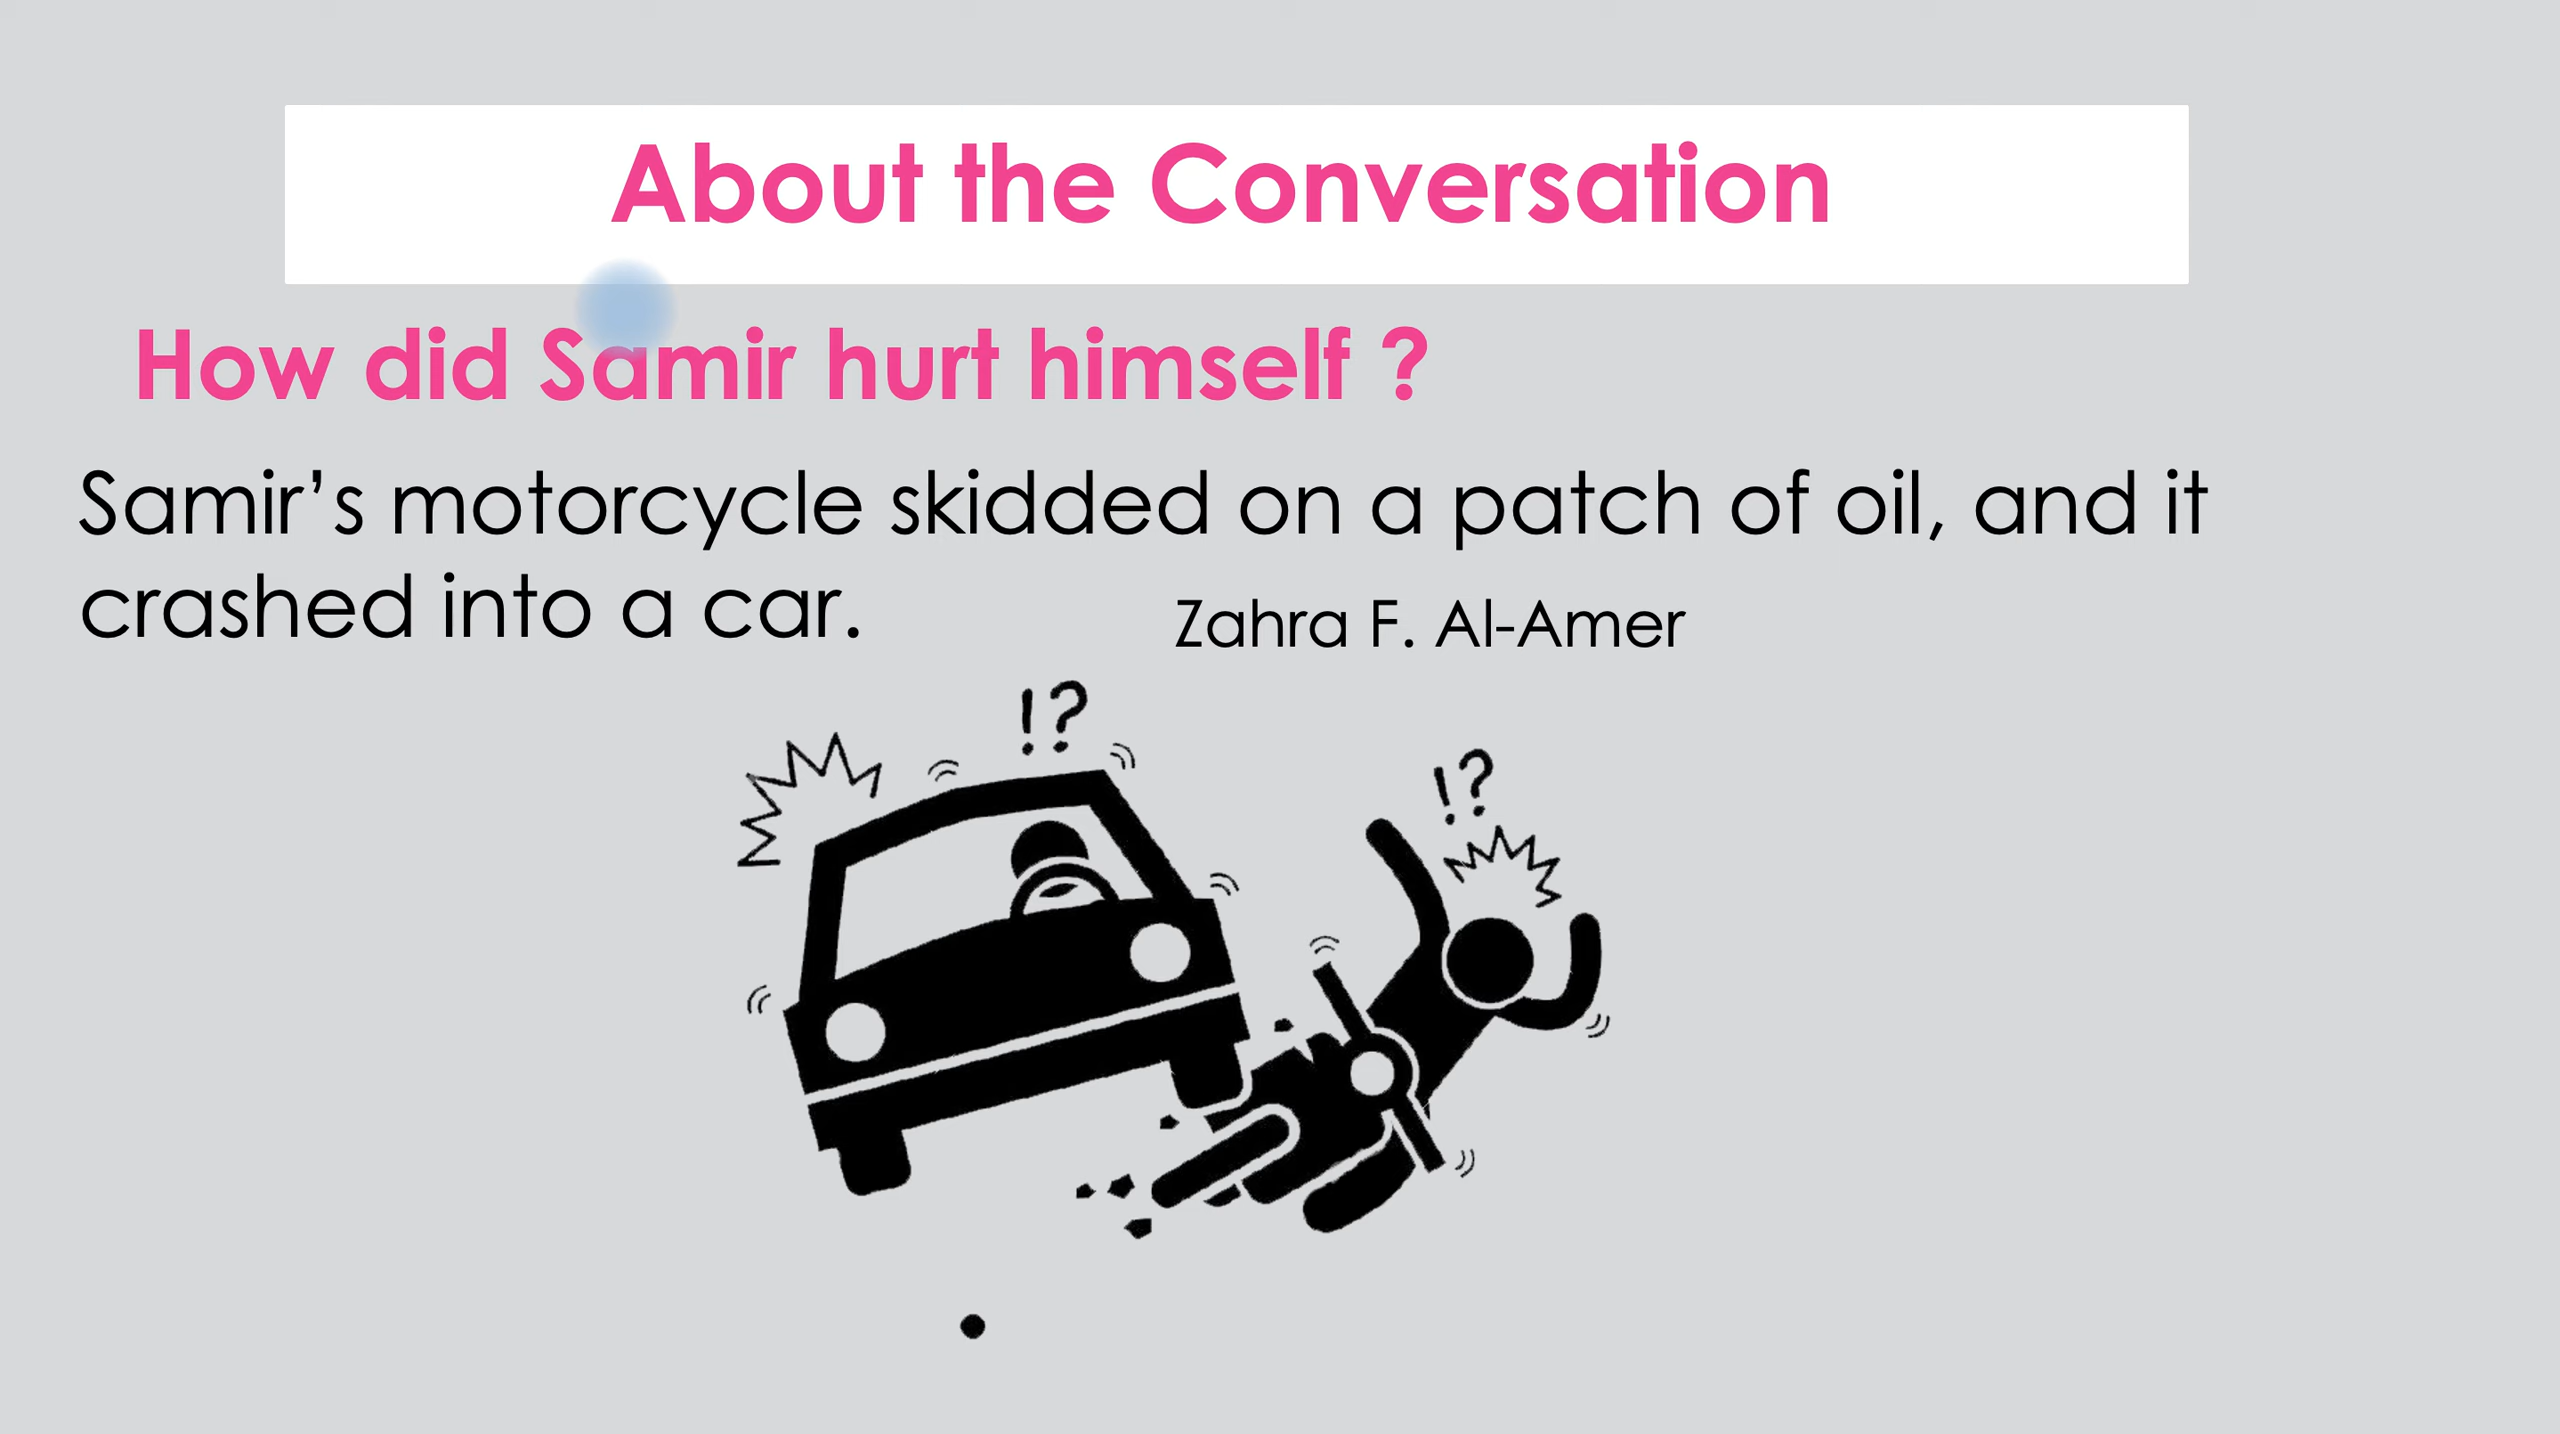 About the Conversation
How did Samir hurt himself ?
Samir’s motorcycle skidded on a patch of oil, and it
crashed into a car.
Zahra F. Al-Amer
!?
!?